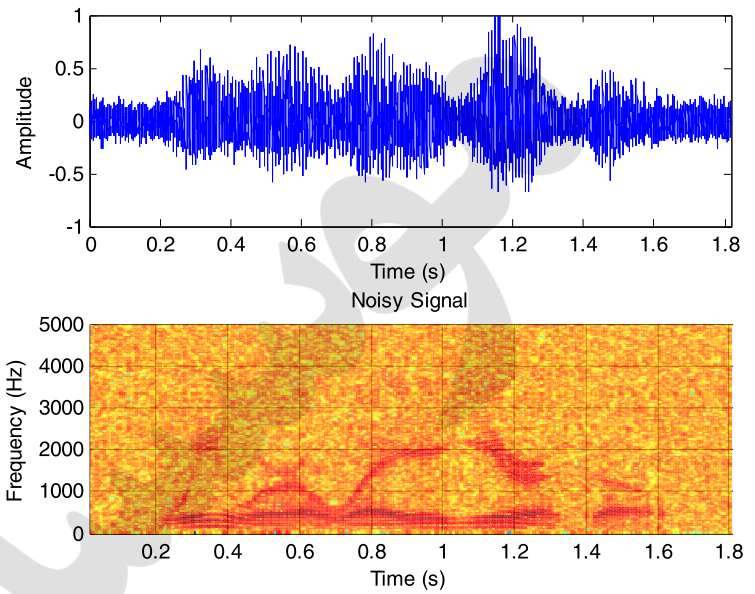 1
0.5
0
-0.5
-1
Amplitude
0 0.2 0.4 0.6 0.8 1 1.2 1.4 1.6 1.8
Time (s)
Noisy Signal
5000
4000
3000
2000
1000
0
Frequency (Hz)
0.2 0.4 0.6 0.8 1 1.2 1.4 1.6 1.8
Time (s)